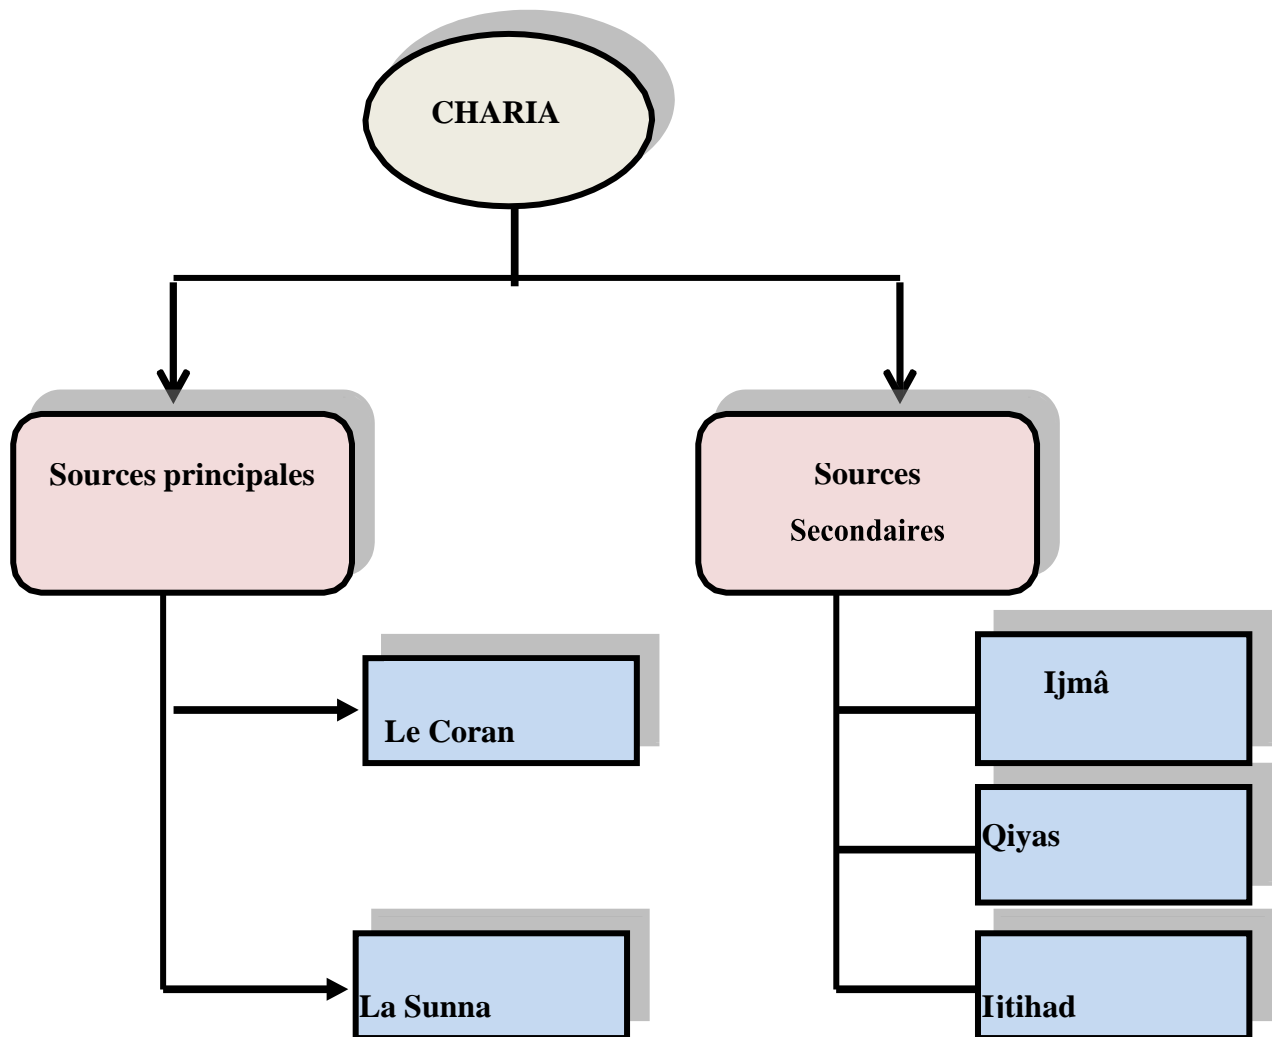 CHARIA
Sources principales
Sources
Secondaires
Le Coran
La Sunna
Ijmâ
Qiyas
Ijtihad